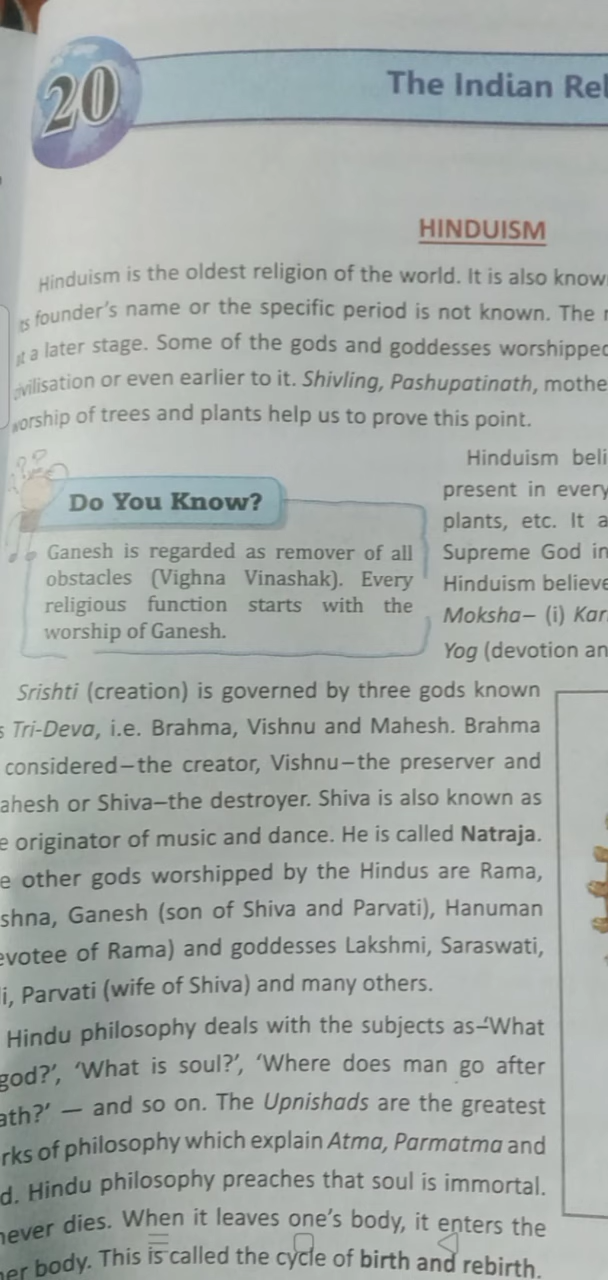 20
The Indian Rel
HINDUISM
Hinduism is the oldest religion of the world. It is also know
ts founder's name or the specific period is not known. The
at a later stage. Some of the gods and goddesses worshipped
ivilisation or even earlier to it. Shivling, Pashupatinath, mothe
worship of trees and plants help us to prove this point.
Do You Know?
Ganesh is regarded as remover of all
obstacles (Vighna Vinashak). Every
religious function starts with the
worship of Ganesh.
Hinduism beli
present in every
plants, etc. It a
Supreme God in
Hinduism believe
Moksha– (i) Kar
Yog (devotion an
Srishti (creation) is governed by three gods known
s Tri-Deva, i.e. Brahma, Vishnu and Mahesh. Brahma
considered–the creator, Vishnu–the preserver and
ahesh or Shiva–the destroyer. Shiva is also known as
e originator of music and dance. He is called Natraja.
e other gods worshipped by the Hindus are Rama,
shna, Ganesh (son of Shiva and Parvati), Hanuman
evotee of Rama) and goddesses Lakshmi, Saraswati,
li, Parvati (wife of Shiva) and many others.
Hindu philosophy deals with the subjects as–'What
god?', 'What is soul?', 'Where does man go after
ath?' — and so on. The Upnishads are the greatest
rks of philosophy which explain Atma, Parmatma and
d. Hindu philosophy preaches that soul is immortal.
never dies. When it leaves one's body, it enters the
her body. This is called the cycle of birth and rebirth.